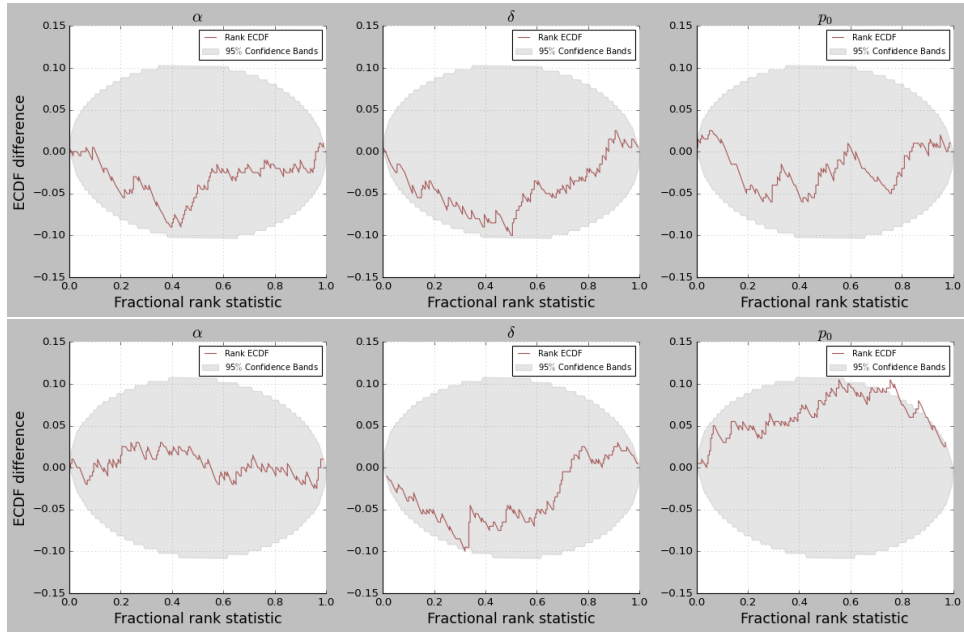 α
δ
p₀
0.15
0.10
0.05
0.00
−0.05
−0.10
−0.15
ECDF difference
Rank ECDF
95% Confidence Bands
0.0 0.2 0.4 0.6 0.8 1.0
Fractional rank statistic
0.15
0.10
0.05
0.00
−0.05
−0.10
−0.15
Rank ECDF
95% Confidence Bands
0.0 0.2 0.4 0.6 0.8 1.0
Fractional rank statistic
0.15
0.10
0.05
0.00
−0.05
−0.10
−0.15
Rank ECDF
95% Confidence Bands
0.0 0.2 0.4 0.6 0.8 1.0
Fractional rank statistic
α
δ
p₀
0.15
0.10
0.05
0.00
−0.05
−0.10
−0.15
ECDF difference
Rank ECDF
95% Confidence Bands
0.0 0.2 0.4 0.6 0.8 1.0
Fractional rank statistic
0.15
0.10
0.05
0.00
−0.05
−0.10
−0.15
Rank ECDF
95% Confidence Bands
0.0 0.2 0.4 0.6 0.8 1.0
Fractional rank statistic
0.15
0.10
0.05
0.00
−0.05
−0.10
−0.15
Rank ECDF
95% Confidence Bands
0.0 0.2 0.4 0.6 0.8 1.0
Fractional rank statistic